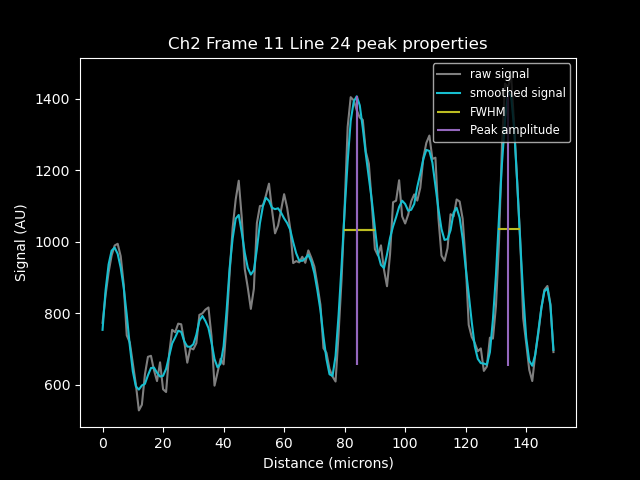 Ch2 Frame 11 Line 24 peak properties
raw signal
smoothed signal
FWHM
Peak amplitude
1400
1200
1000
800
600
Signal (AU)
0 20 40 60 80 100 120 140
Distance (microns)